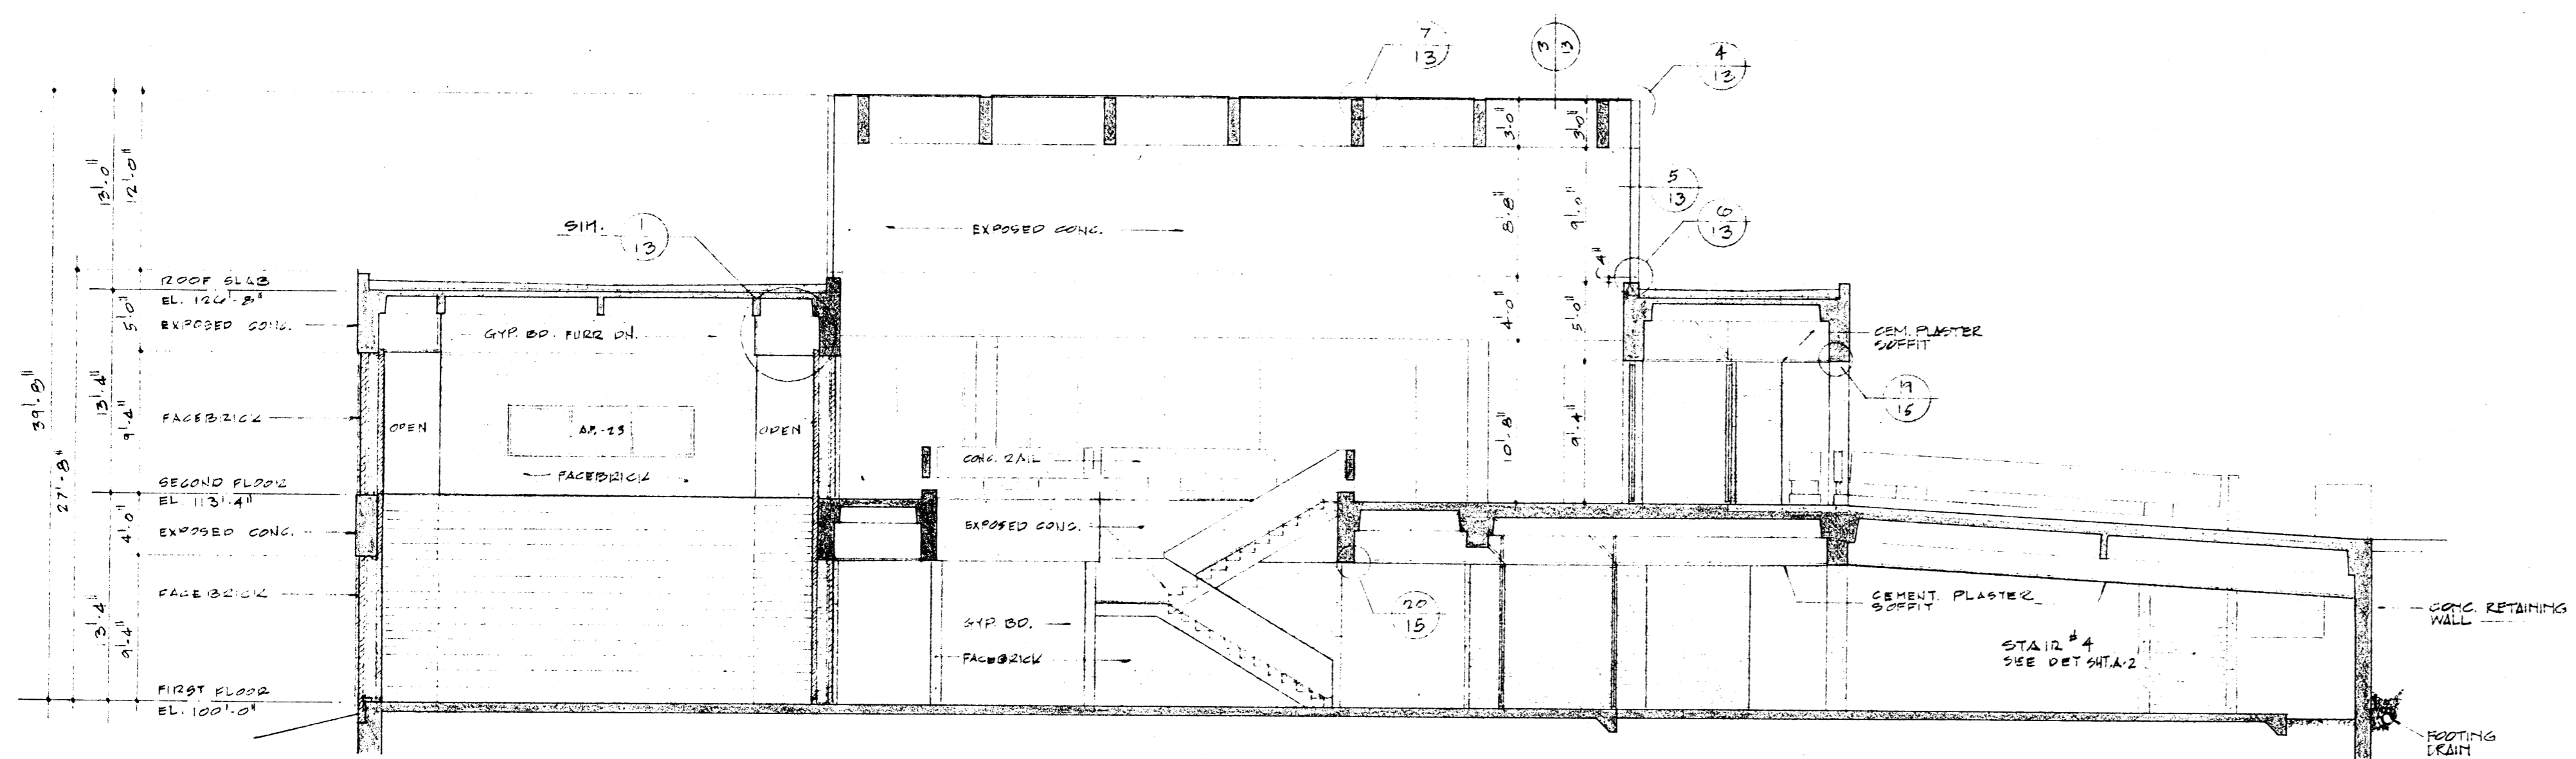 7
13
3
13
4
13
5
13
6
13
SIM.
1
13
EXPOSED CONC.
3'-0"
3'-0"
8'-8"
9'-0"
4"
4'-0"
5'-0"
10'-8"
9'-4"
13'-0"
12'-0"
39'-8"
27'-8"
5'-0"
13'-4"
9'-4"
4'-0"
13'-4"
9'-4"
ROOF SLAB
EL. 126'-8"
EXPOSED CONC.
FACEBRICK
SECOND FLOOR
EL. 113'-4"
EXPOSED CONC.
FACEBRICK
FIRST FLOOR
EL. 100'-0"
GYP. BD. FURR DN.
OPEN
OPEN
FACEBRICK
CONC. RAIL
EXPOSED CONC.
GYP. BD.
FACEBRICK
20
15
CEM. PLASTER
SOFFIT
19
15
CEMENT. PLASTER
SOFFIT
STAIR #4
SEE DET SHT. A-2
CONC. RETAINING
WALL
FOOTING
DRAIN